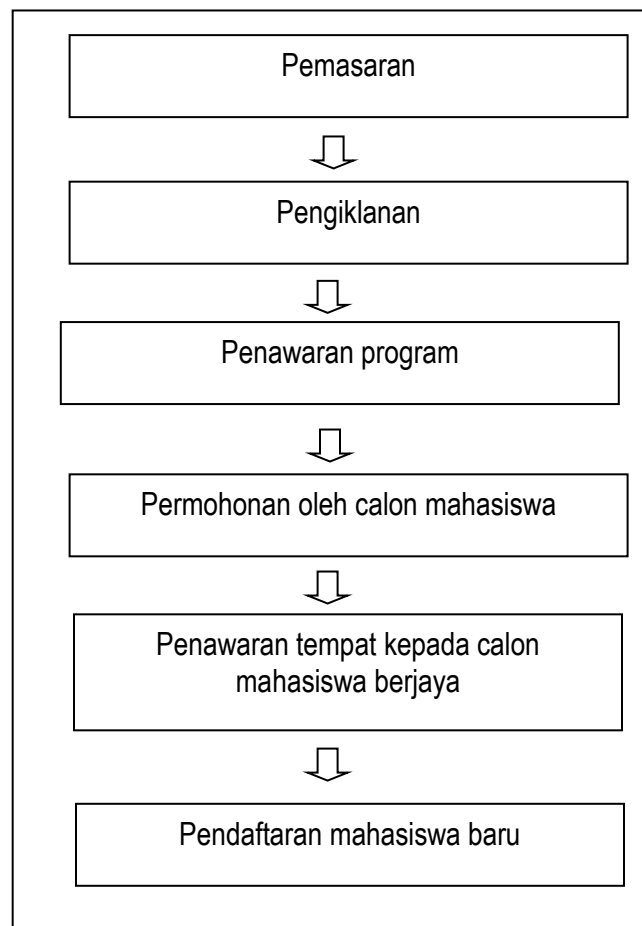 Pemasaran
Pengiklanan
Penawaran program
Permohonan oleh calon mahasiswa
Penawaran tempat kepada calon
mahasiswa berjaya
Pendaftaran mahasiswa baru